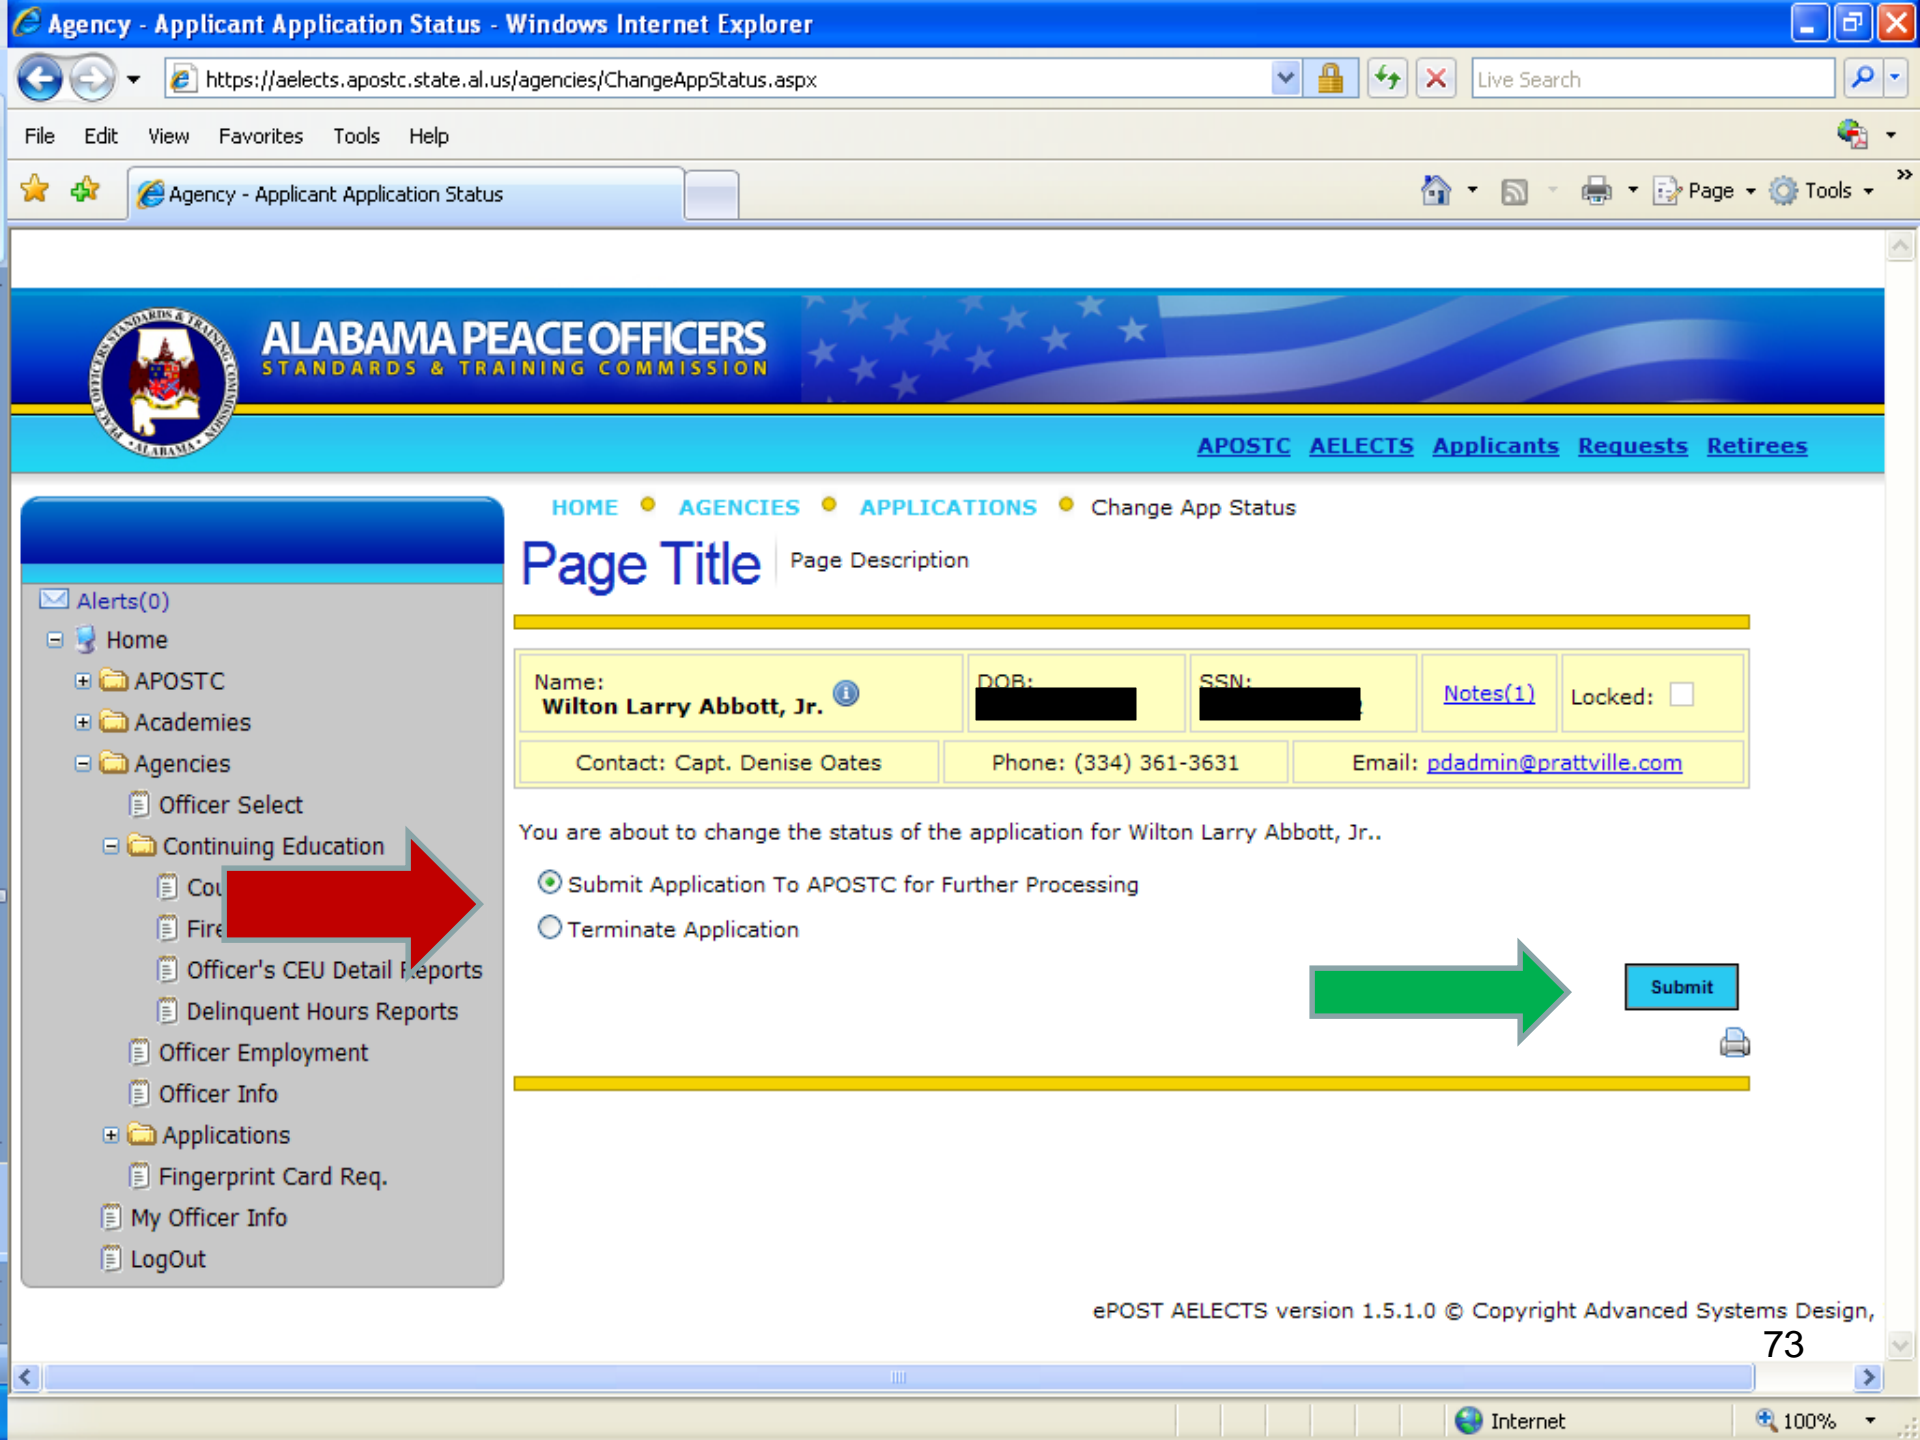 Agency - Applicant Application Status - Windows Internet Explorer
https://aelects.apostc.state.al.us/agencies/ChangeAppStatus.aspx
Live Search
File Edit View Favorites Tools Help
Agency - Applicant Application Status
Page Tools
ALABAMA PEACE OFFICERS
STANDARDS & TRAINING COMMISSION
PEACE OFFICERS STANDARDS & TRAINING COMMISSION
ALABAMA
APOSTC AELECTS Applicants Requests Retirees
HOME AGENCIES APPLICATIONS Change App Status
Page Title Page Description
Alerts(0)
Home
APOSTC
Academies
Agencies
Officer Select
Continuing Education
Officer's CEU Detail Reports
Delinquent Hours Reports
Officer Employment
Officer Info
Applications
Fingerprint Card Req.
My Officer Info
LogOut
Name: DOB: SSN: Notes(1) Locked:
Wilton Larry Abbott, Jr.
Contact: Capt. Denise Oates Phone: (334) 361-3631 Email: pdadmin@prattville.com
You are about to change the status of the application for Wilton Larry Abbott, Jr..
Submit Application To APOSTC for Further Processing
Terminate Application
Submit
ePOST AELECTS version 1.5.1.0 © Copyright Advanced Systems Design,
73
Internet 100%